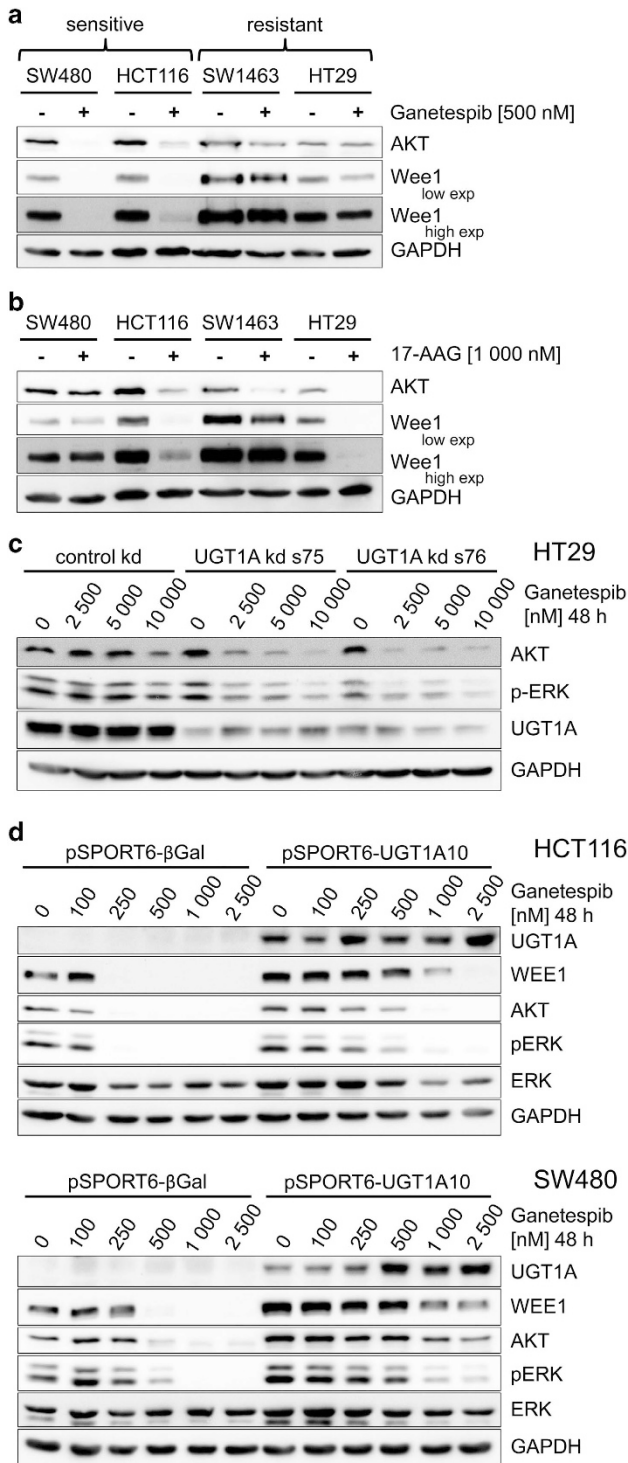 a
sensitive resistant
SW480 HCT116 SW1463 HT29
- + - + - + - + Ganetespib [500 nM]
AKT
Wee1 low exp
Wee1 high exp
GAPDH
b
SW480 HCT116 SW1463 HT29
- + - + - + - + 17-AAG [1 000 nM]
AKT
Wee1 low exp
Wee1 high exp
GAPDH
c
control kd UGT1A kd s75 UGT1A kd s76 HT29
0 2 500 5 000 10 000 0 2 500 5 000 10 000 0 2 500 5 000 10 000 Ganetespib
[nM] 48 h
AKT
p-ERK
UGT1A
GAPDH
d
pSPORT6-βGal pSPORT6-UGT1A10 HCT116
0 100 250 500 1 000 2 500 0 100 250 500 1 000 2 500 Ganetespib
[nM] 48 h
UGT1A
WEE1
AKT
pERK
ERK
GAPDH
pSPORT6-βGal pSPORT6-UGT1A10 SW480
0 100 250 500 1 000 2 500 0 100 250 500 1 000 2 500 Ganetespib
[nM] 48 h
UGT1A
WEE1
AKT
pERK
ERK
GAPDH